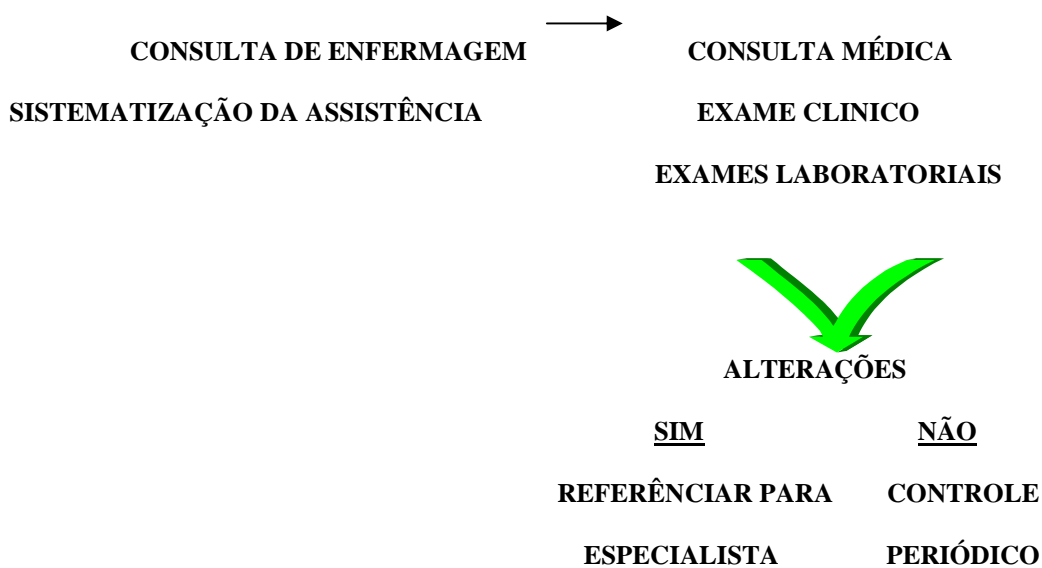 CONSULTA DE ENFERMAGEM CONSULTA MÉDICA
SISTEMATIZAÇÃO DA ASSISTÊNCIA EXAME CLINICO
EXAMES LABORATORIAIS
ALTERAÇÕES
SIM NÃO
REFERÊNCIAR PARA CONTROLE
ESPECIALISTA PERIÓDICO